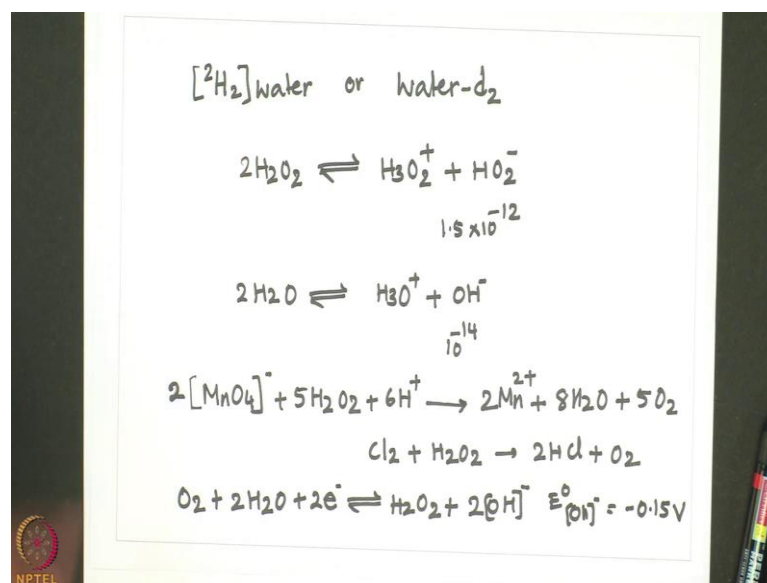 [²H₂]water or water-d₂
2H₂O₂ ⇌ H₃O₂⁺ + HO₂⁻
1.5 x 10⁻¹²
2H₂O ⇌ H₃O⁺ + OH⁻
10⁻¹⁴
2[MnO₄]⁻ + 5H₂O₂ + 6H⁺ → 2Mn²⁺ + 8H₂O + 5O₂
Cl₂ + H₂O₂ → 2HCl + O₂
O₂ + 2H₂O + 2e⁻ ⇌ H₂O₂ + 2[OH]⁻ E⁰[OH]⁻ = -0.15V
NPTEL